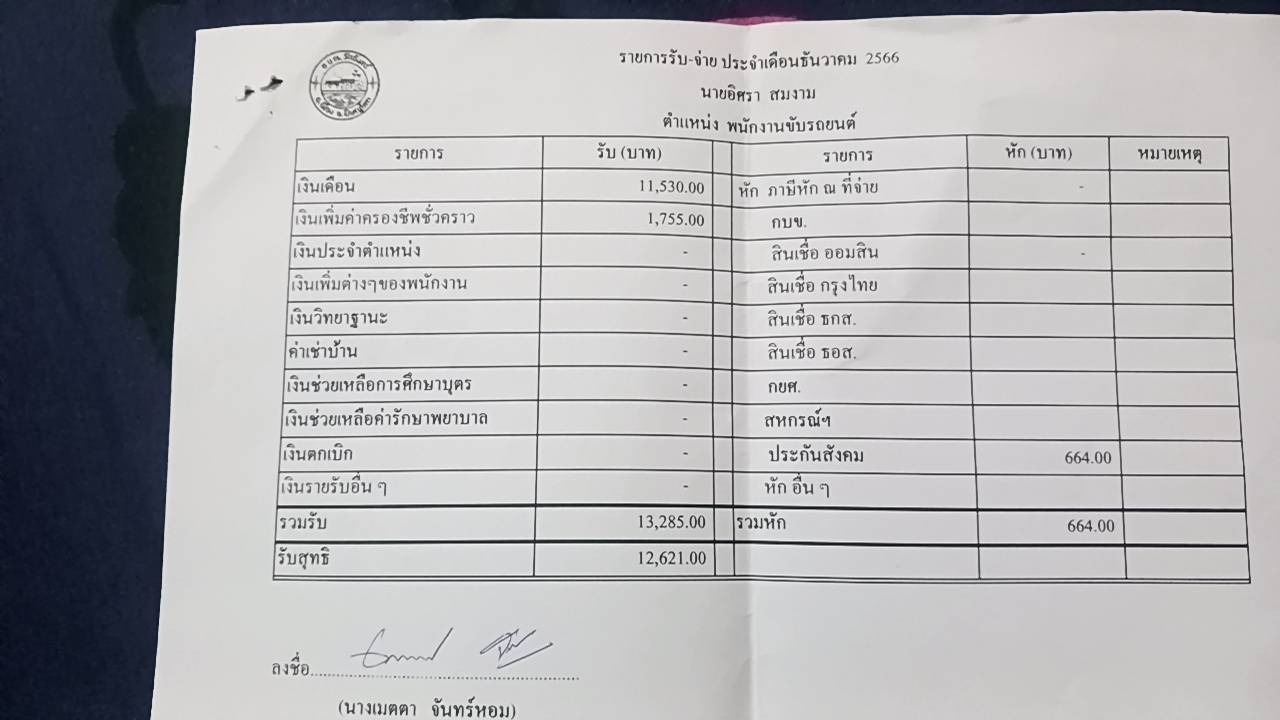 รายการรับ-จ่าย ประจำเดือนธันวาคม 2566
นายอิศรา สมงาม
ตำแหน่ง พนักงานขับรถยนต์
รายการ รับ (บาท) รายการ หัก (บาท) หมายเหตุ
เงินเดือน 11,530.00 หัก ภาษีหัก ณ ที่จ่าย -
เงินเพิ่มค่าครองชีพชั่วคราว 1,755.00 กบข.
เงินประจำตำแหน่ง - สินเชื่อ ออมสิน -
เงินเพิ่มต่างๆของพนักงาน - สินเชื่อ กรุงไทย
เงินวิทยาฐานะ - สินเชื่อ ธกส.
ค่าเช่าบ้าน - สินเชื่อ ธอส.
เงินช่วยเหลือการศึกษาบุตร - กยศ.
เงินช่วยเหลือค่ารักษาพยาบาล - สหกรณ์ฯ
เงินตกเบิก - ประกันสังคม 664.00
เงินรายรับอื่น ๆ - หัก อื่น ๆ
รวมรับ 13,285.00 รวมหัก 664.00
รับสุทธิ 12,621.00
ลงชื่อ
(นางเมตตา จันทร์หอม)